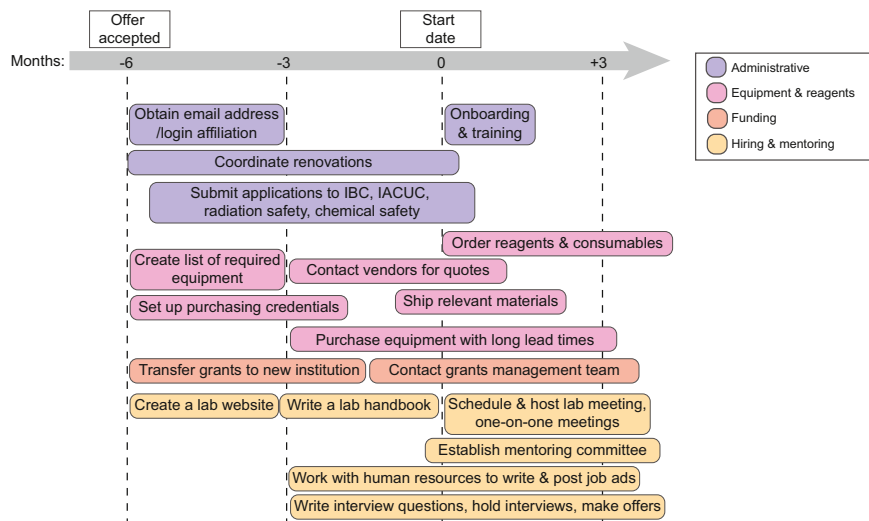 Offer
accepted
Start
date
Months:
-6
-3
0
+3
Administrative
Equipment & reagents
Funding
Hiring & mentoring
Obtain email address
/login affiliation
Onboarding
& training
Coordinate renovations
Submit applications to IBC, IACUC,
radiation safety, chemical safety
Order reagents & consumables
Create list of required
equipment
Contact vendors for quotes
Set up purchasing credentials
Ship relevant materials
Purchase equipment with long lead times
Transfer grants to new institution
Contact grants management team
Create a lab website
Write a lab handbook
Schedule & host lab meeting,
one-on-one meetings
Establish mentoring committee
Work with human resources to write & post job ads
Write interview questions, hold interviews, make offers